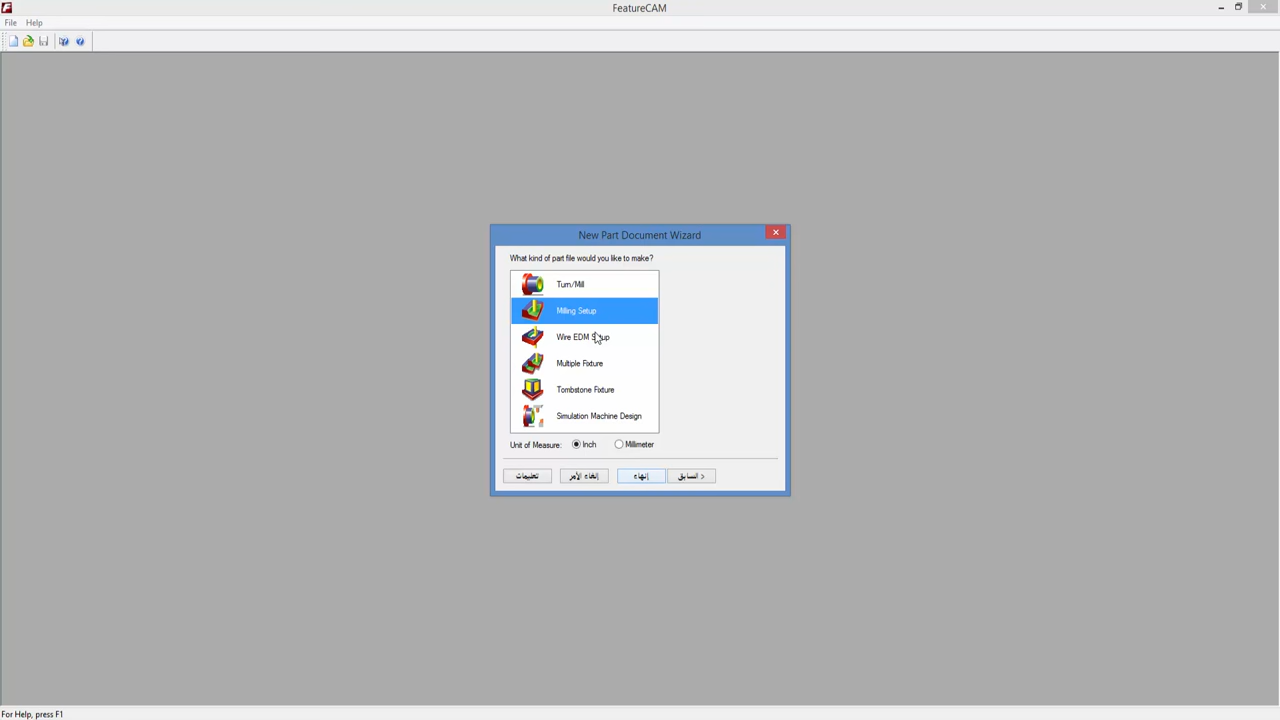 FeatureCAM
File Help
New Part Document Wizard
What kind of part file would you like to make?
Turn/Mill
Milling Setup
Wire EDM Setup
Multiple Fixture
Tombstone Fixture
Simulation Machine Design
Unit of Measure: Inch Millimeter
تعليمات إلغاء الأمر إنهاء < السابق
For Help, press F1